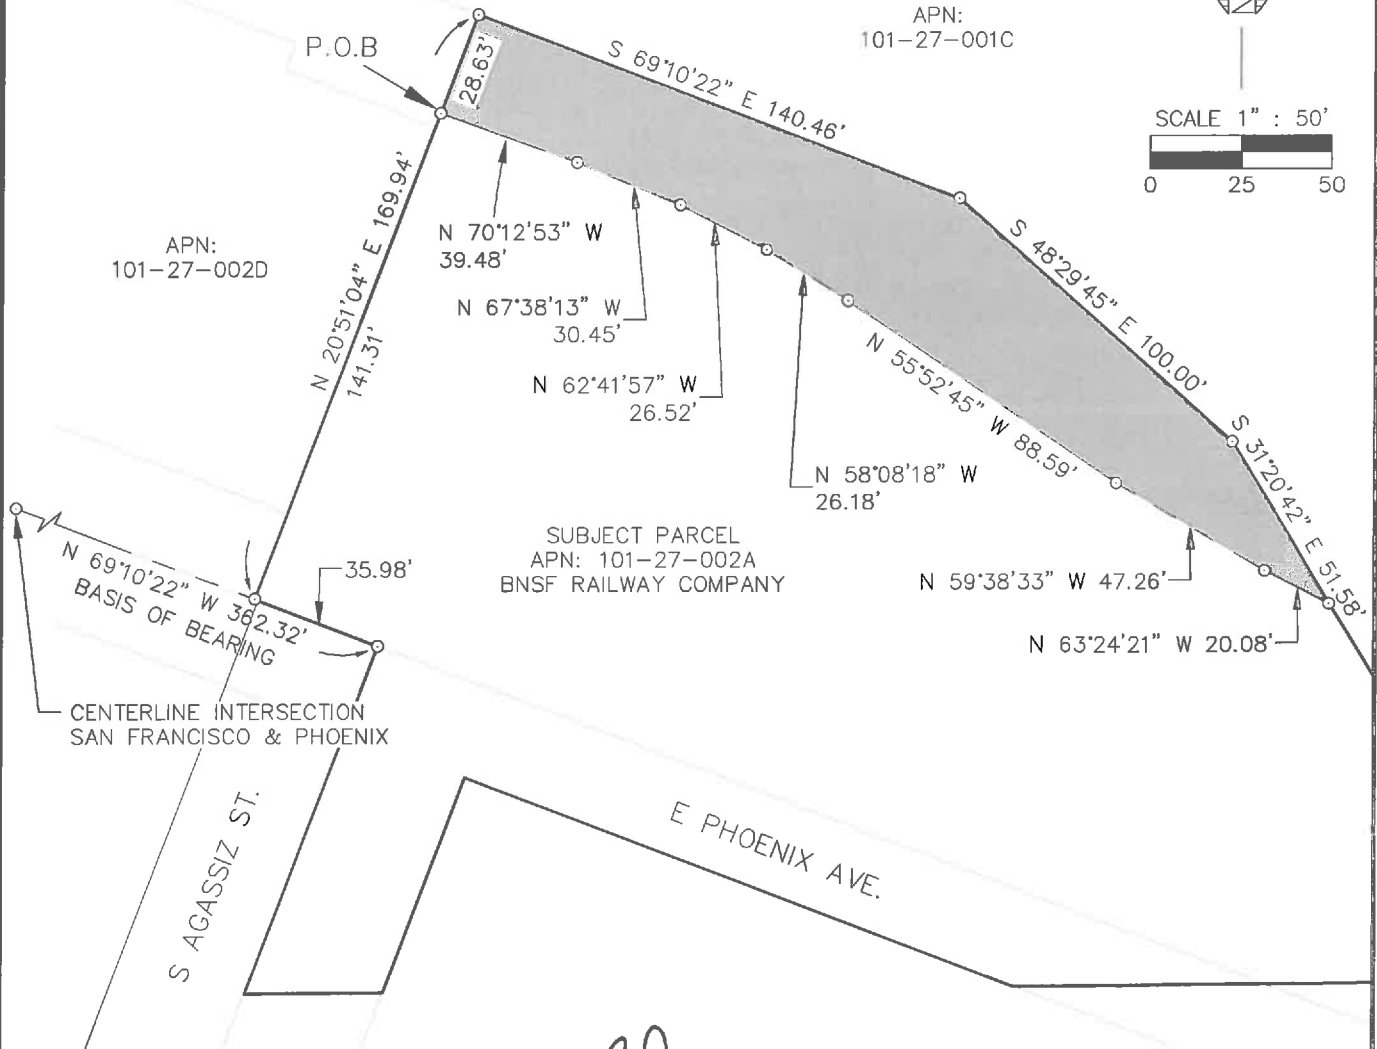 APN:
101-27-001C
P.O.B
28.63'
S 69°10'22" E 140.46'
SCALE 1" : 50'
0 25 50
N 20°51'04" E 169.94'
141.31'
APN:
101-27-002D
N 70°12'53" W
39.48'
N 67°38'13" W
30.45'
N 62°41'57" W
26.52'
N 58°08'18" W
26.18'
N 55°52'45" W 88.59'
S 48°29'45" E 100.00'
S 31°20'42" E 51.58'
N 59°38'33" W 47.26'
N 63°24'21" W 20.08'
SUBJECT PARCEL
APN: 101-27-002A
BNSF RAILWAY COMPANY
35.98'
N 69°10'22" W 362.32'
BASIS OF BEARING
CENTERLINE INTERSECTION
SAN FRANCISCO & PHOENIX
S AGASSIZ ST.
E PHOENIX AVE.